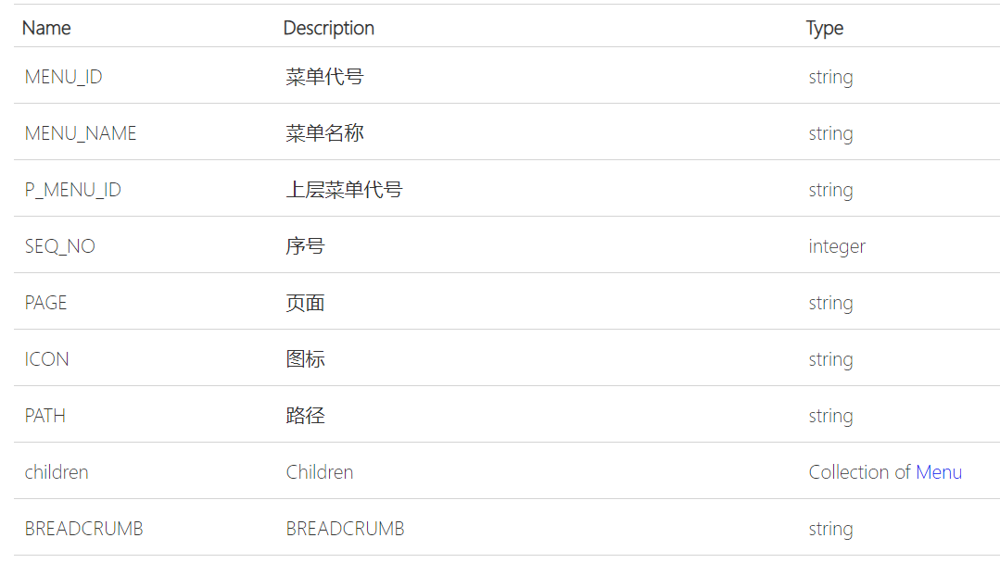 Name Description Type
MENU_ID 菜单代号 string
MENU_NAME 菜单名称 string
P_MENU_ID 上层菜单代号 string
SEQ_NO 序号 integer
PAGE 页面 string
ICON 图标 string
PATH 路径 string
children Children Collection of Menu
BREADCRUMB BREADCRUMB string